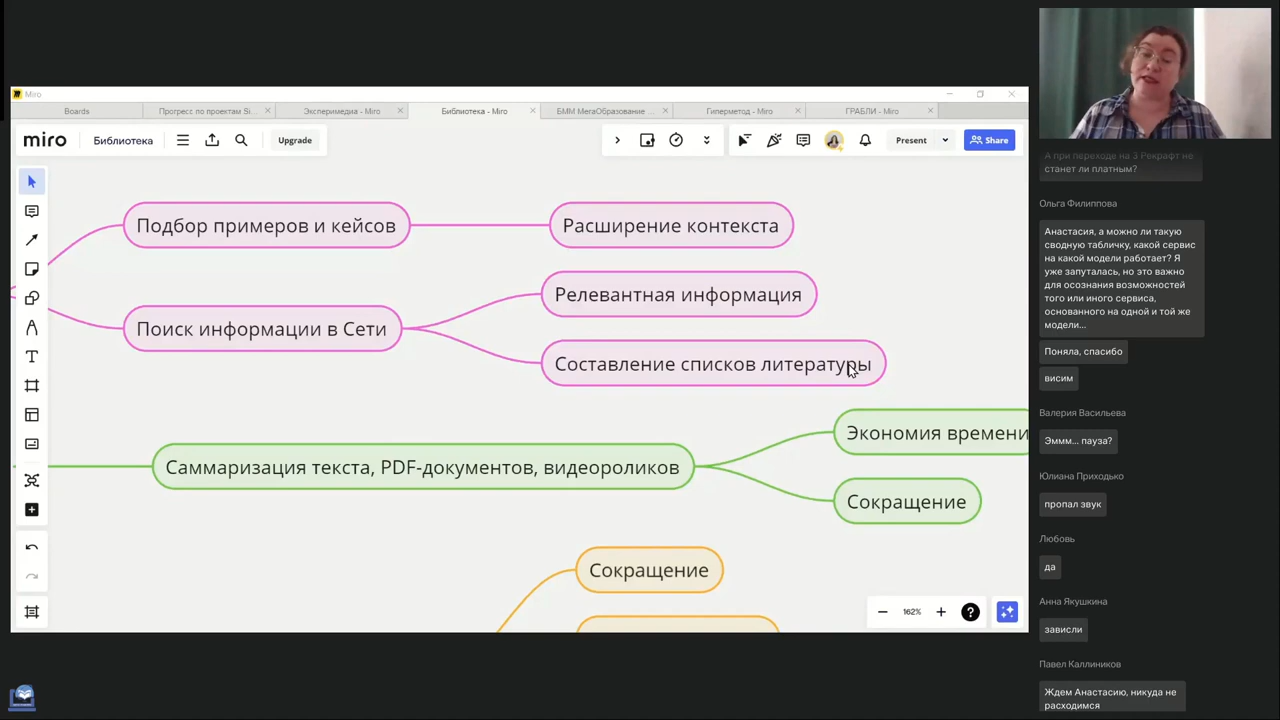 Miro
Boards
Прогресс по проектам Si...
Эксперимедиа - Miro
Библиотека - Miro
БММ МегаОбразование ...
Гиперметод - Miro
ГРАБЛИ - Miro
miro
Библиотека
Upgrade
Present
Share
Подбор примеров и кейсов
Расширение контекста
Поиск информации в Сети
Релевантная информация
Составление списков литературы
Саммаризация текста, PDF-документов, видеороликов
Экономия времени
Сокращение
Сокращение
162%
А при переходе на 3 Рекрафт не
станет ли платным?
Ольга Филиппова
Анастасия, а можно ли такую
сводную табличку, какой сервис
на какой модели работает? Я
уже запуталась, но это важно
для осознания возможностей
того или иного сервиса,
основанного на одной и той же
модели...
Поняла, спасибо
висим
Валерия Васильева
Эммм... пауза?
Юлиана Приходько
пропал звук
Любовь
да
Анна Якушкина
зависли
Павел Каллиников
Ждем Анастасию, никуда не
расходимся